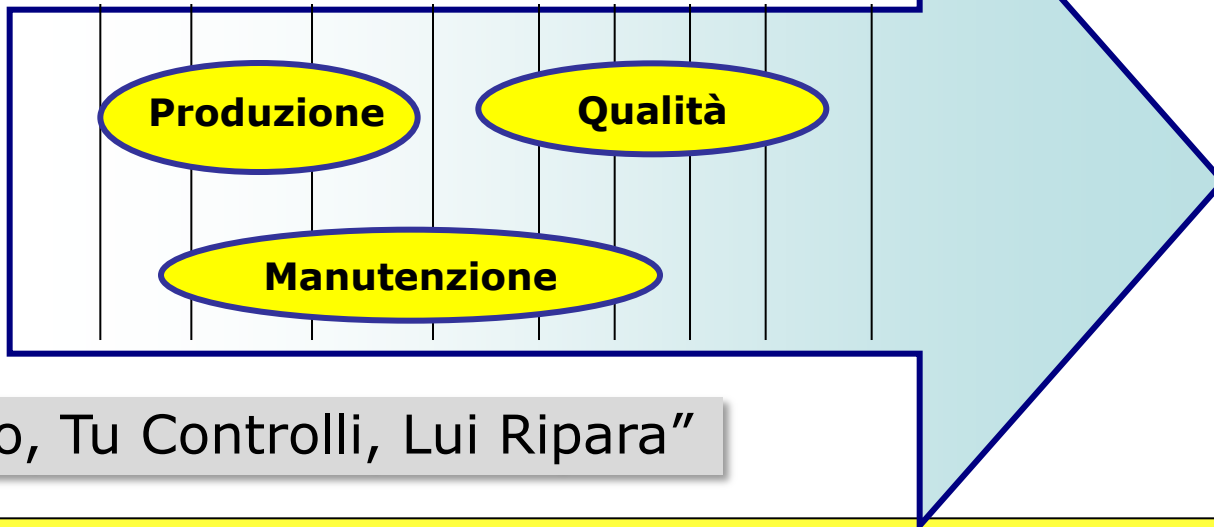 Produzione
Qualità
Manutenzione
o, Tu Controlli, Lui Ripara”